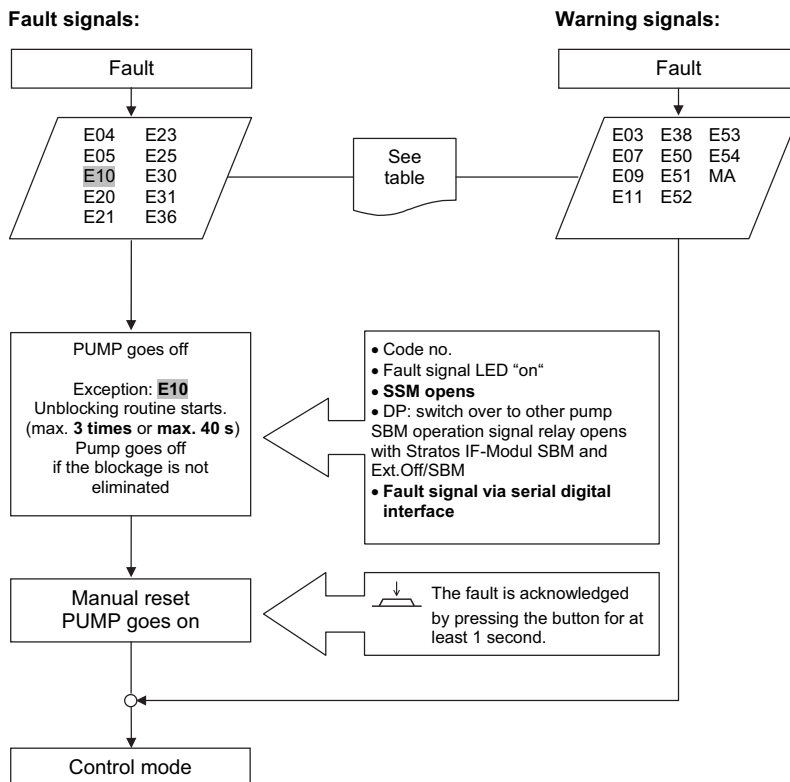 Fault signals:
Warning signals:
Fault
Fault
E04 E23
E05 E25
E10 E30
E20 E31
E21 E36
See
table
E03 E38 E53
E07 E50 E54
E09 E51 MA
E11 E52
PUMP goes off
Exception: E10
Unblocking routine starts.
(max. 3 times or max. 40 s)
Pump goes off
if the blockage is not
eliminated
• Code no.
• Fault signal LED “on“
• SSM opens
• DP: switch over to other pump
SBM operation signal relay opens
with Stratos IF-Modul SBM and
Ext.Off/SBM
• Fault signal via serial digital
interface
Manual reset
PUMP goes on
The fault is acknowledged
by pressing the button for at
least 1 second.
Control mode